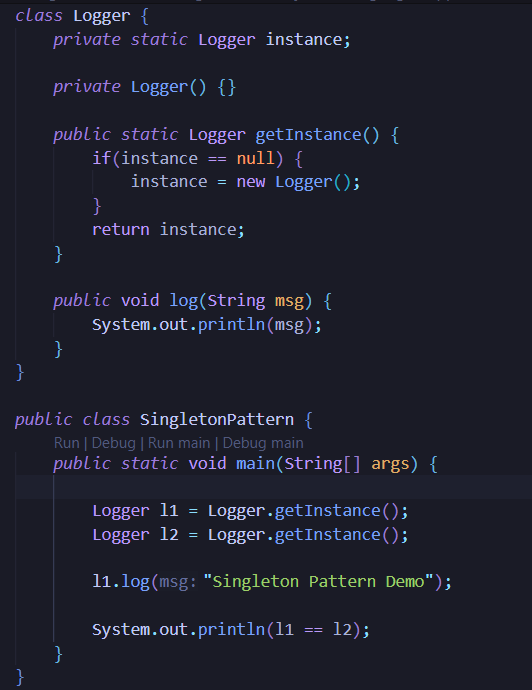 class Logger {
    private static Logger instance;

    private Logger() {}

    public static Logger getInstance() {
        if(instance == null) {
            instance = new Logger();
        }
        return instance;
    }

    public void log(String msg) {
        System.out.println(msg);
    }
}

public class SingletonPattern {
    Run | Debug | Run main | Debug main
    public static void main(String[] args) {

        Logger l1 = Logger.getInstance();
        Logger l2 = Logger.getInstance();

        l1.log(msg: "Singleton Pattern Demo");

        System.out.println(l1 == l2);
    }
}